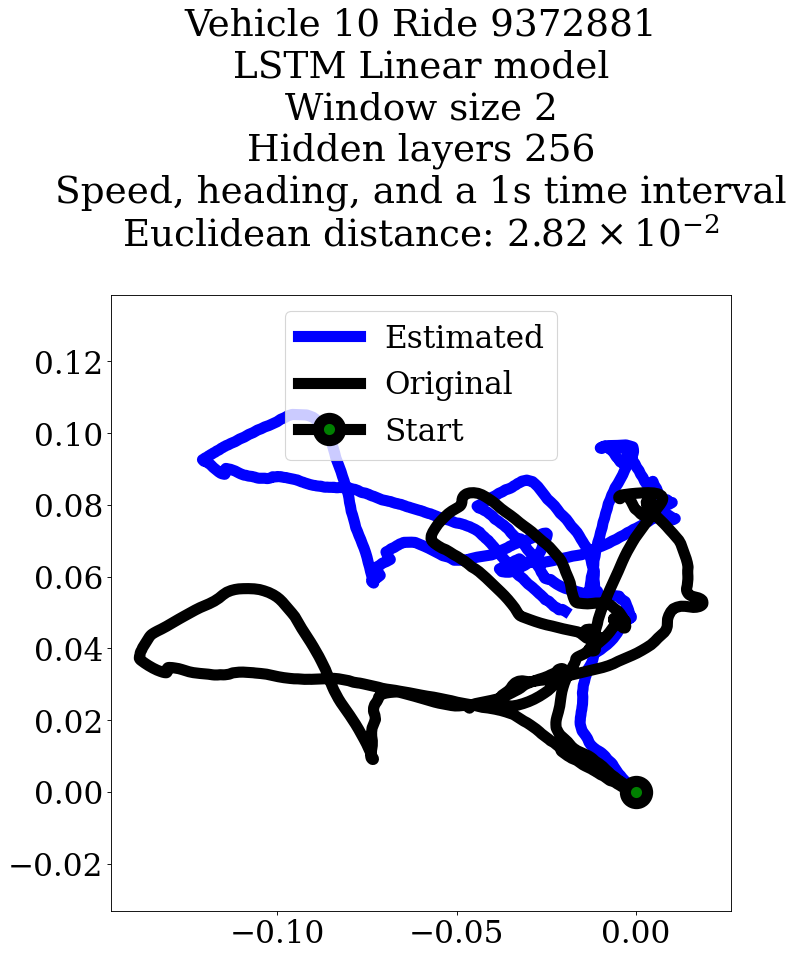 Vehicle 10 Ride 9372881
LSTM Linear model
Window size 2
Hidden layers 256
Speed, heading, and a 1s time interval
Euclidean distance: 2.82 × 10⁻²
Estimated
Original
Start
0.12
0.10
0.08
0.06
0.04
0.02
0.00
−0.02
−0.10
−0.05
0.00